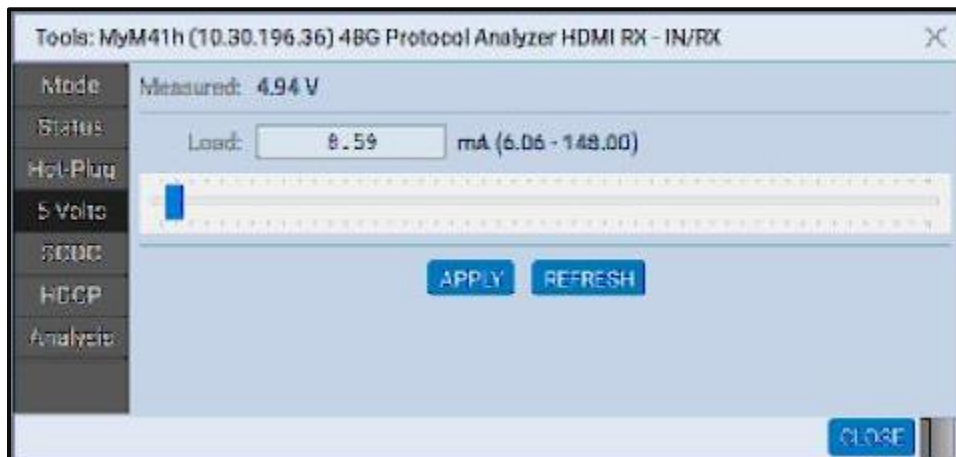 Tools: MyM41h (10.30.196.36) 48G Protocol Analyzer HDMI RX - IN/RX
Mode
Measured: 4.94 V
Status
Load: 8.59 mA (6.06 - 148.00)
Hot-Plug
5 Volts
SCDC
APPLY REFRESH
HDCP
Analysis
CLOSE